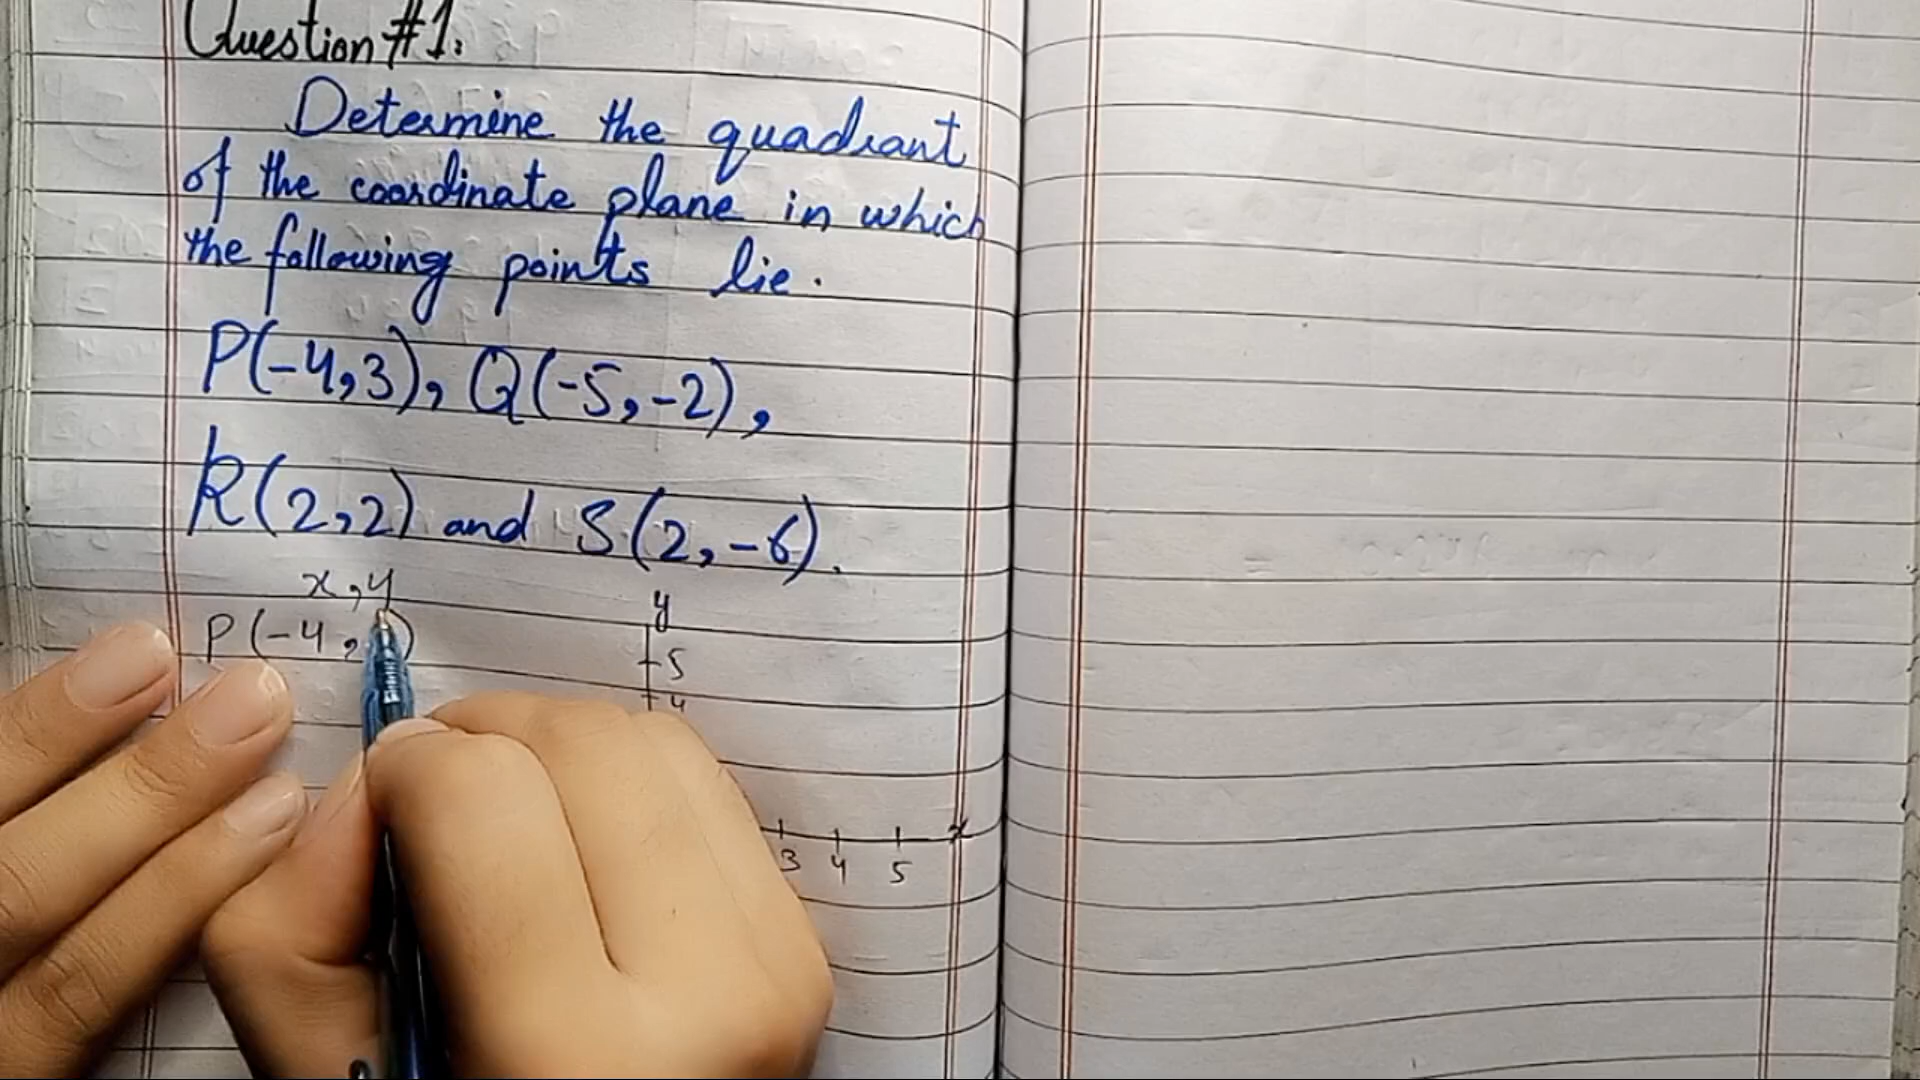 Question #1:
Determine the quadrant
of the coordinate plane in which
the following points lie.
P(-4,3), Q(-5,-2),
R(2,2) and S(2,-6).
x,y
P(-4, )
y
5
4
x
3 4 5